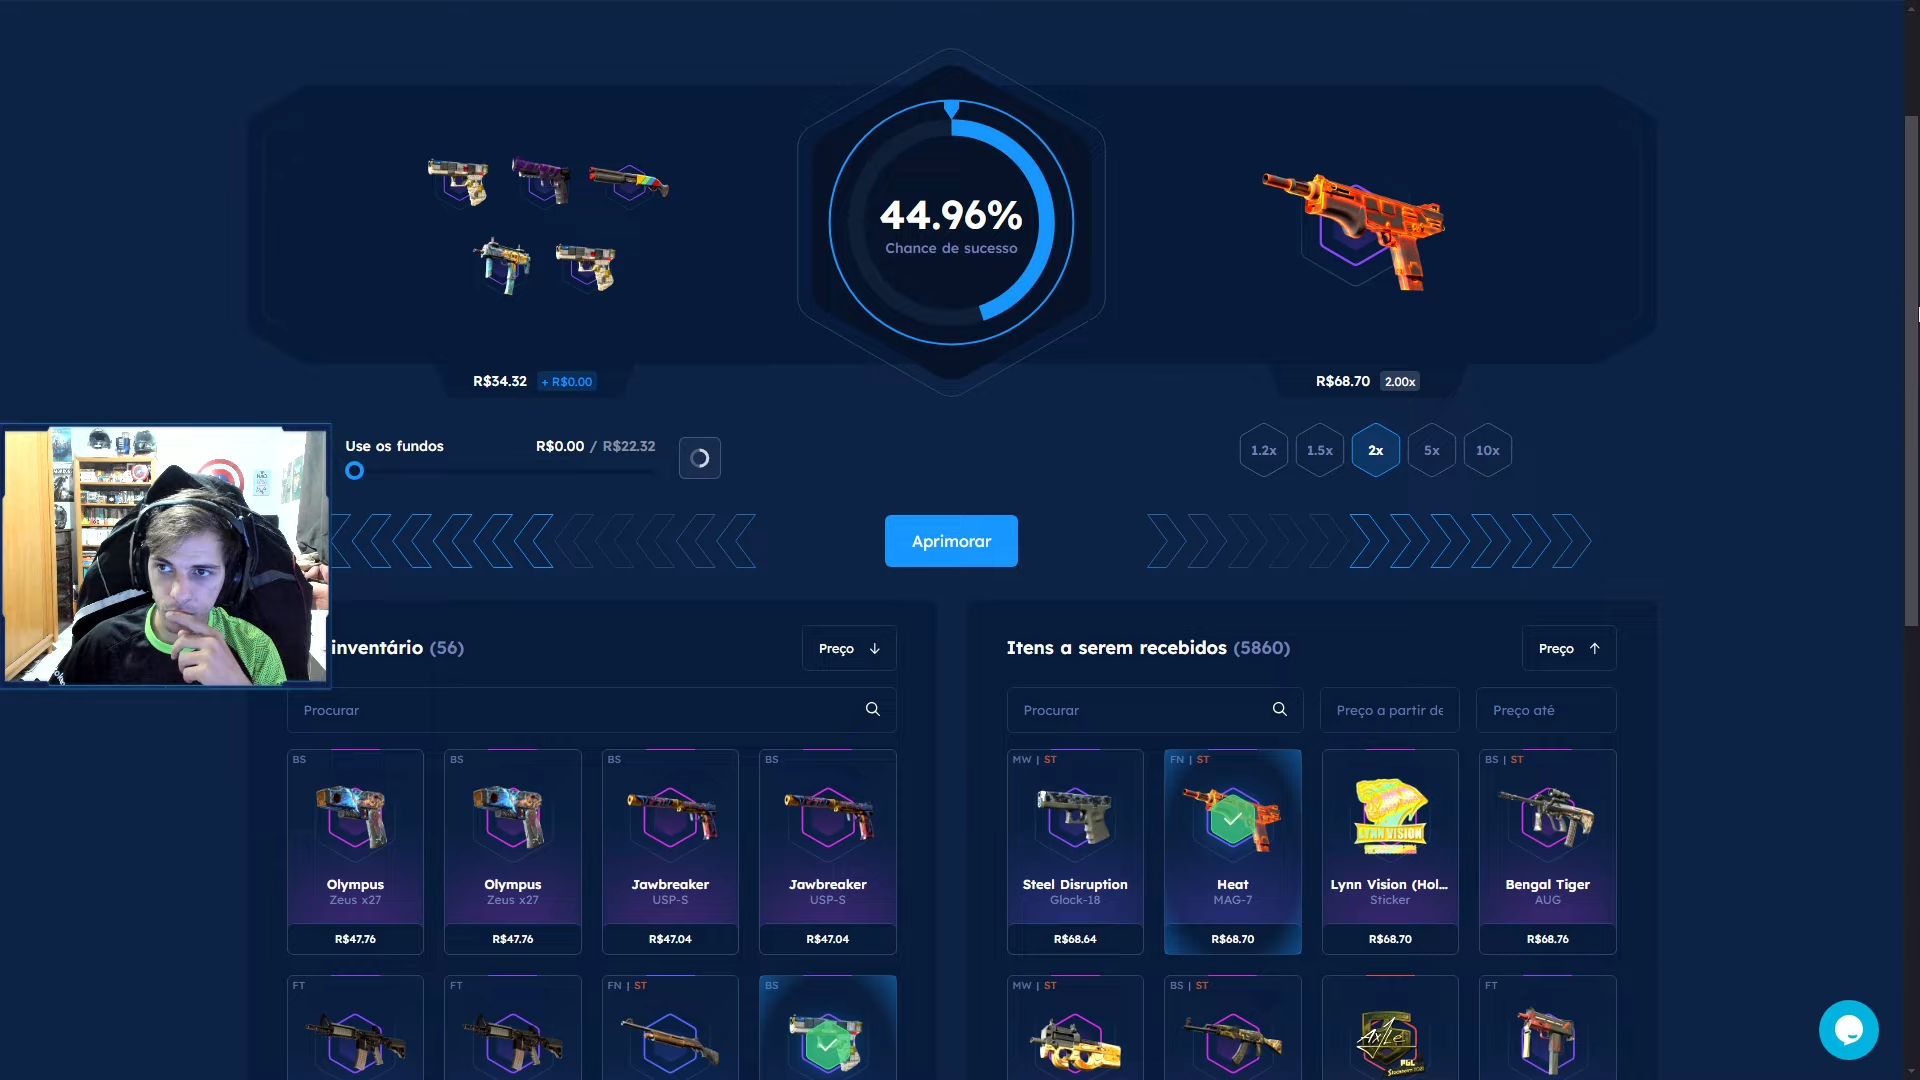 44.96%
Chance de sucesso
R$34.32 + R$0.00
R$68.70 2.00x
Use os fundos R$0.00 / R$22.32
1.2x 1.5x 2x 5x 10x
Aprimorar
inventário (56)
Preço
Procurar
BS BS BS BS
Olympus Olympus Jawbreaker Jawbreaker
Zeus x27 Zeus x27 USP-S USP-S
R$47.76 R$47.76 R$47.04 R$47.04
FT FT FN | ST BS
Itens a serem recebidos (5860)
Preço
Procurar Preço a partir de Preço até
MW | ST FN | ST BS | ST
LYNN VISION
Steel Disruption Heat Lynn Vision (Hol... Bengal Tiger
Glock-18 MAG-7 Sticker AUG
R$68.64 R$68.70 R$68.70 R$68.76
MW | ST BS | ST FT